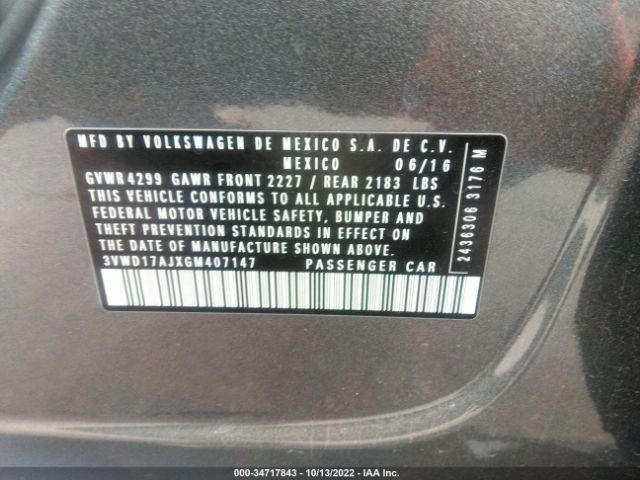 MFD BY VOLKSWAGEN DE MEXICO S.A. DE C.V.
MEXICO 06/16
GVWR 4299 GAWR FRONT 2227 / REAR 2183 LBS
THIS VEHICLE CONFORMS TO ALL APPLICABLE U.S.
FEDERAL MOTOR VEHICLE SAFETY, BUMPER AND
THEFT PREVENTION STANDARDS IN EFFECT ON
THE DATE OF MANUFACTURE SHOWN ABOVE.
3VWD17AJXGM407147 PASSENGER CAR
2436306 3176 M
000-34717843 - 10/13/2022 - IAA Inc.